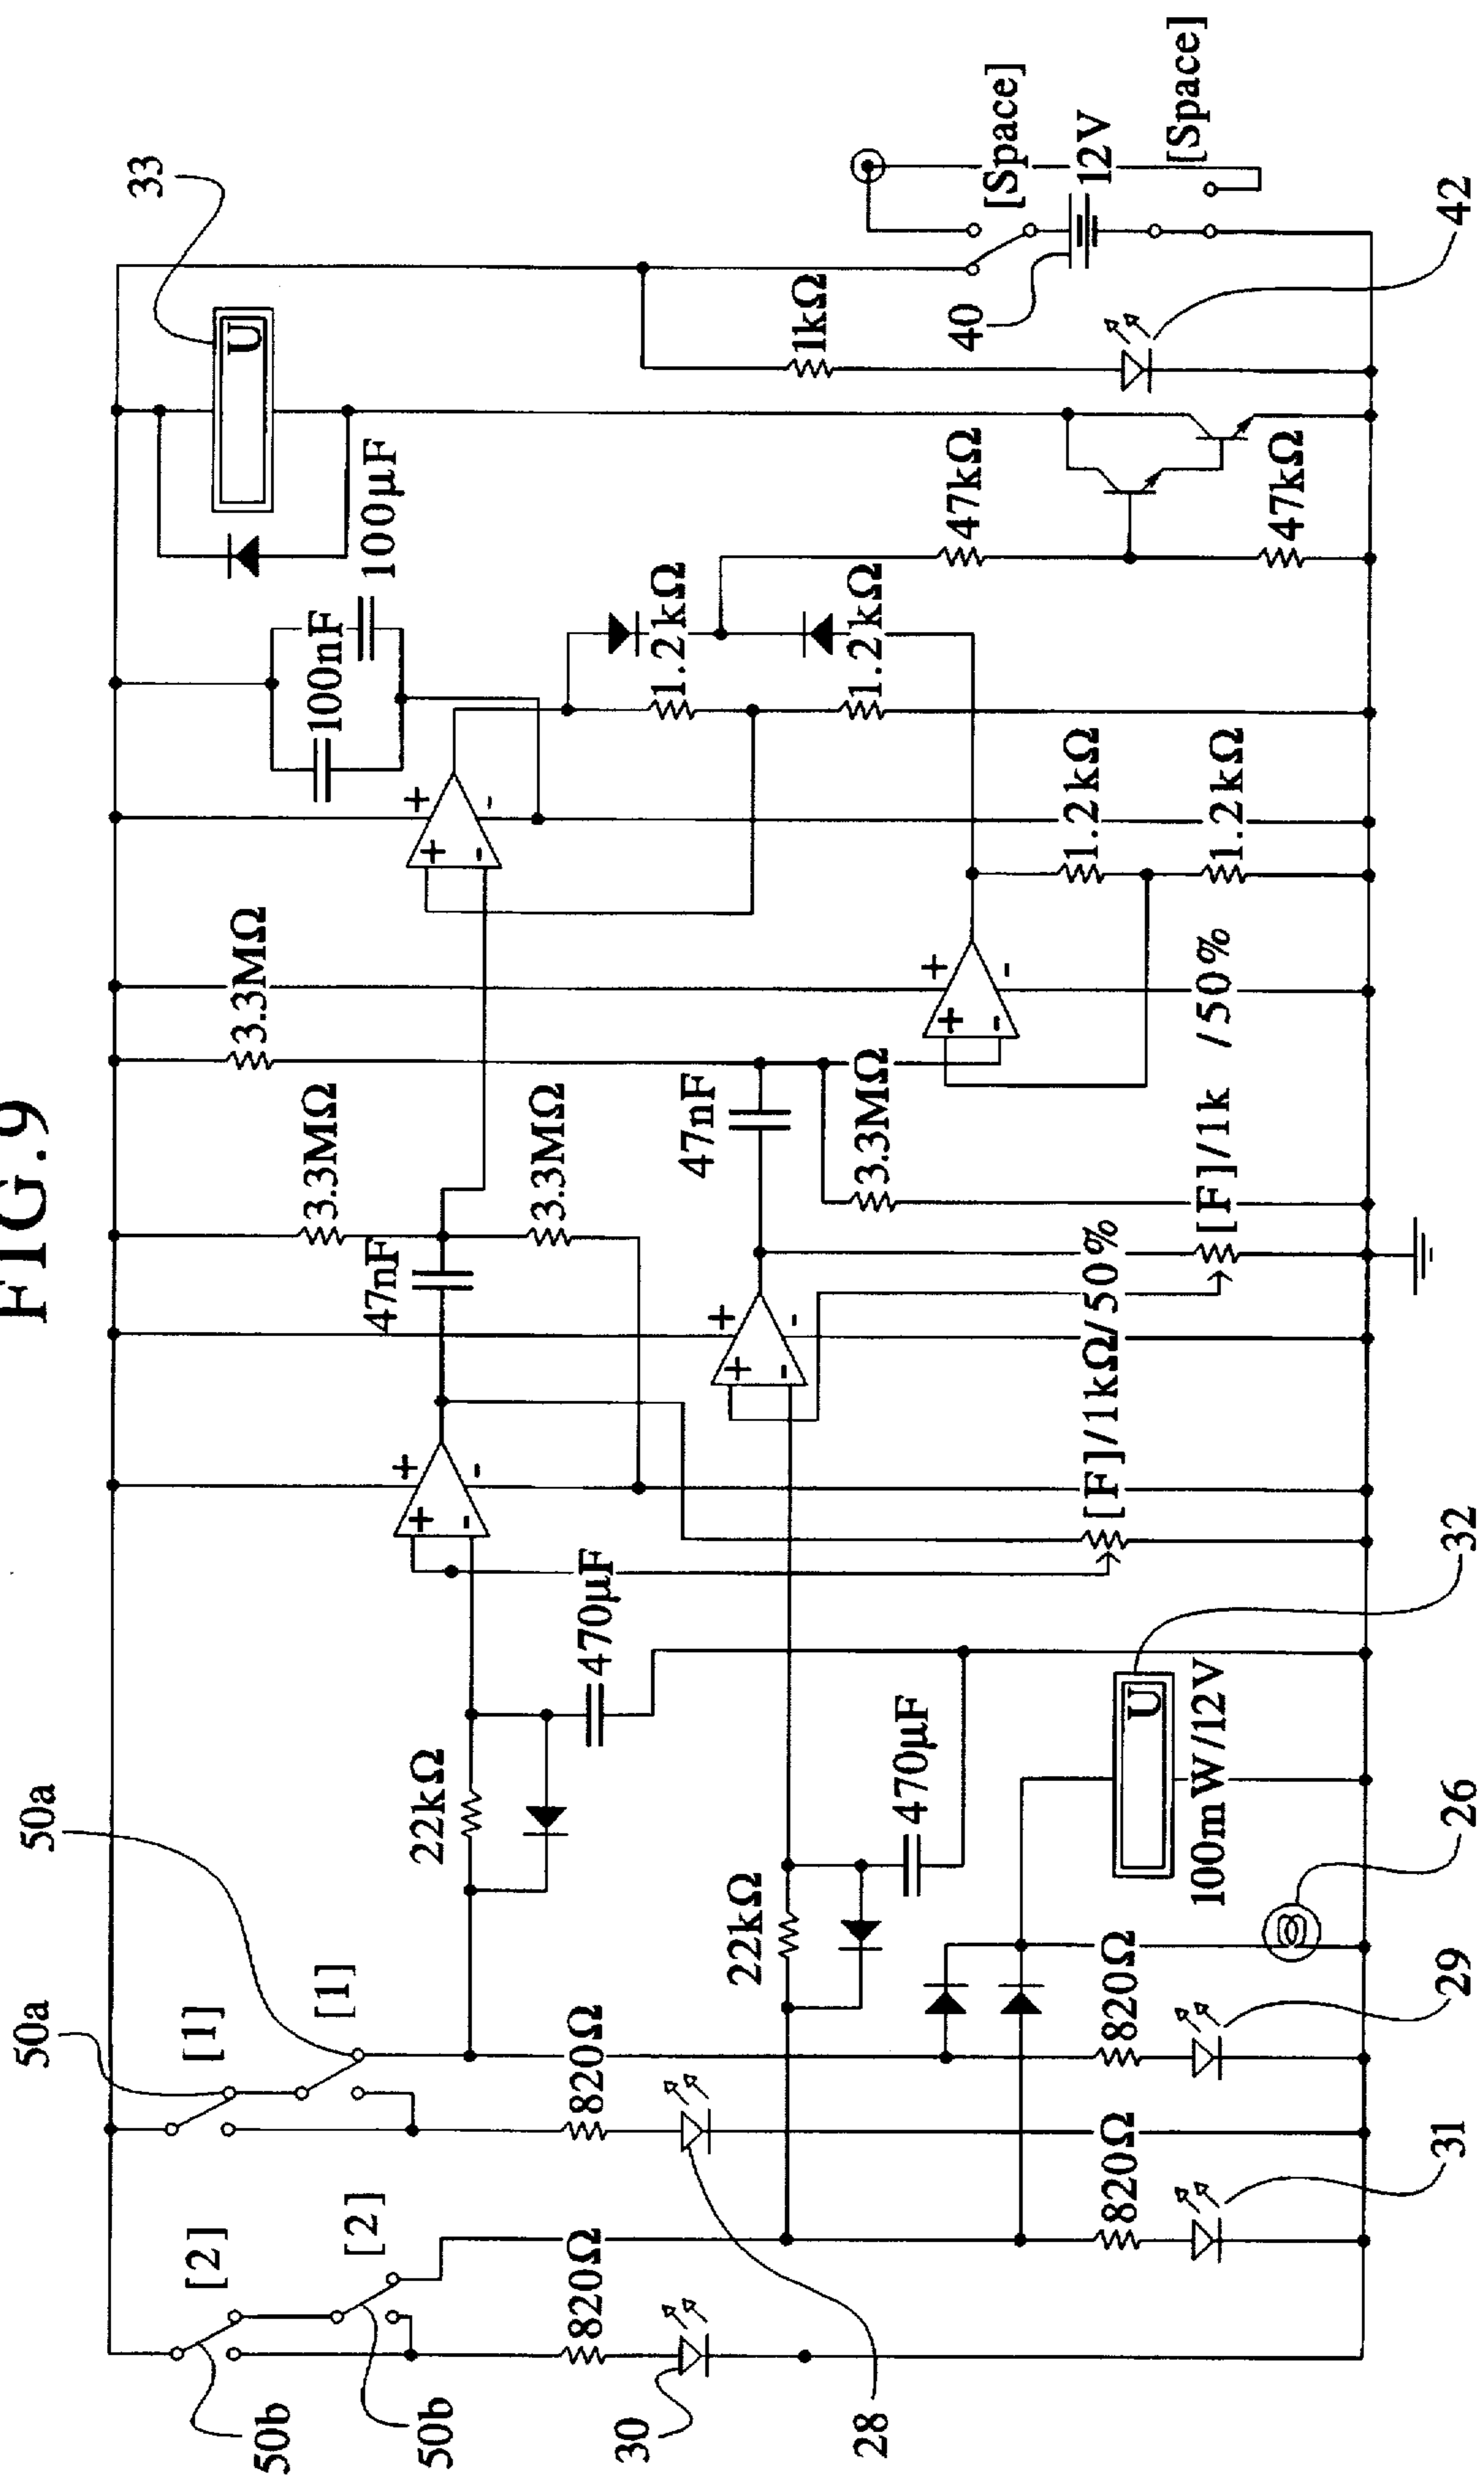 FIG.9
33
U
100µF
100nF
3.3MΩ
3.3MΩ
3.3MΩ
47nF
47nF
3.3MΩ
1.2kΩ
1.2kΩ
1.2kΩ
1.2kΩ
47kΩ
47kΩ
1kΩ
40
12V
[Space]
[Space]
42
+
-
+
-
+
-
+
-
+
-
+
-
+
-
+
-
[F]/1kΩ/50%
[F]/1k /50%
470µF
470µF
22kΩ
22kΩ
50a
50a
[1]
[1]
[2]
[2]
50b
50b
820Ω
820Ω
820Ω
820Ω
30
28
31
29
26
U
100mW/12V
32